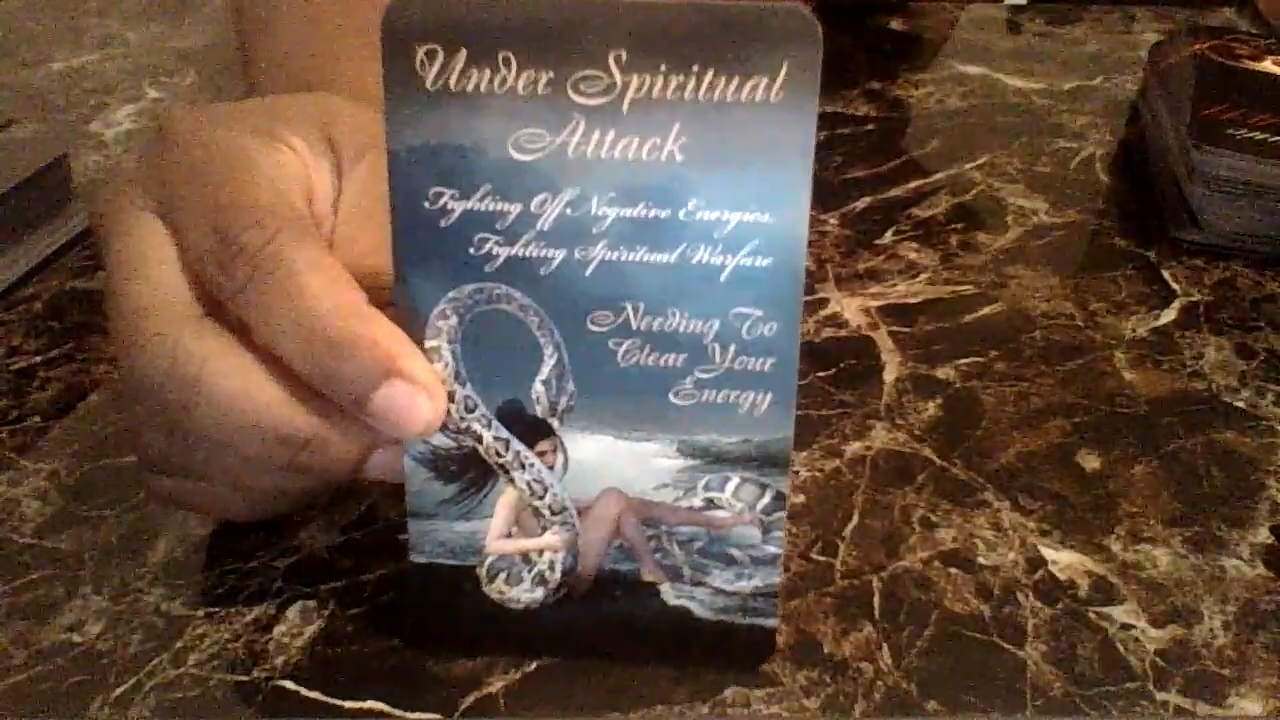 Under Spiritual
Attack
Fighting Off Negative Energies
Fighting Spiritual Warfare
Needing To
Clear Your
Energy